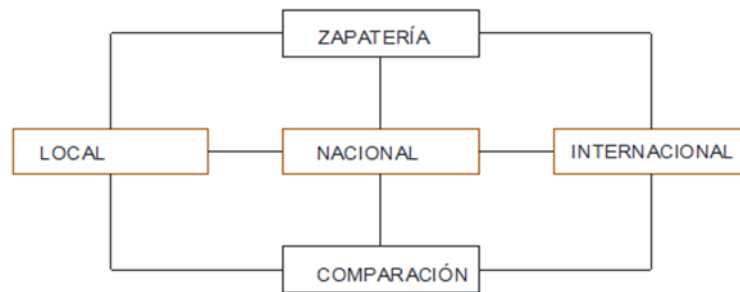 ZAPATERÍA
LOCAL
NACIONAL
INTERNACIONAL
COMPARACIÓN